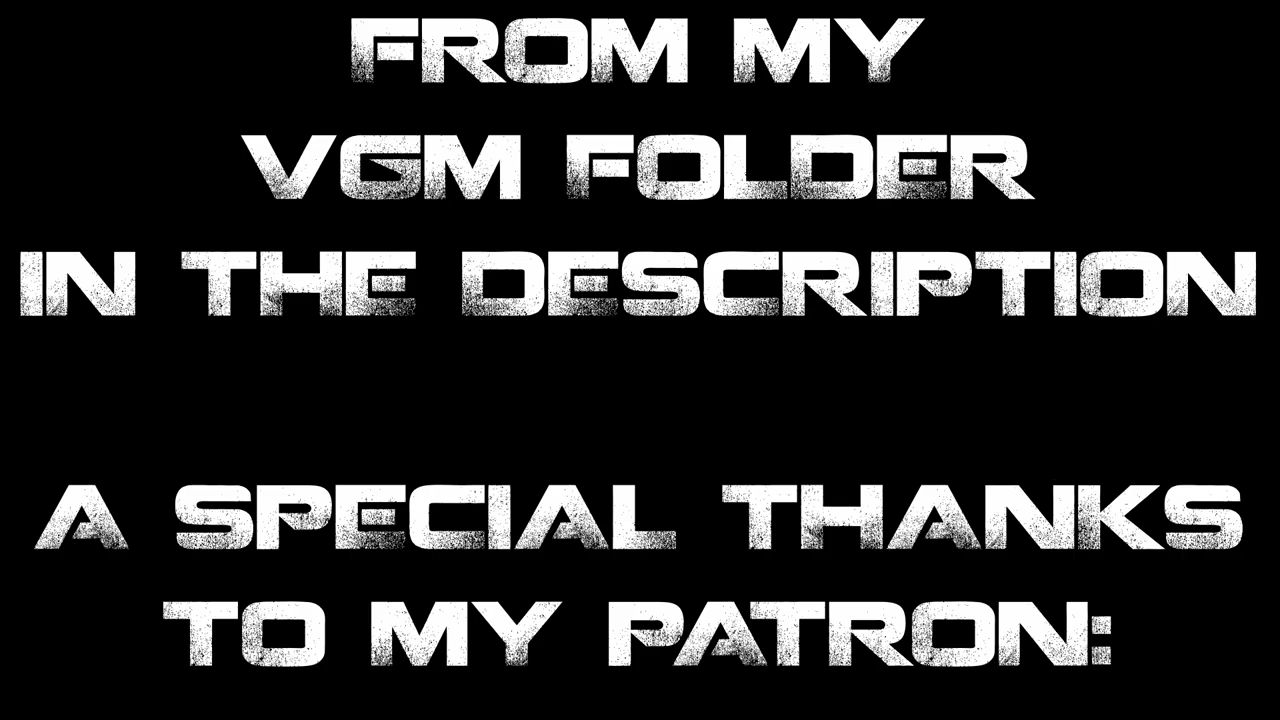 FROM MY
VGM FOLDER
IN THE DESCRIPTION
A SPECIAL THANKS
TO MY PATRON: